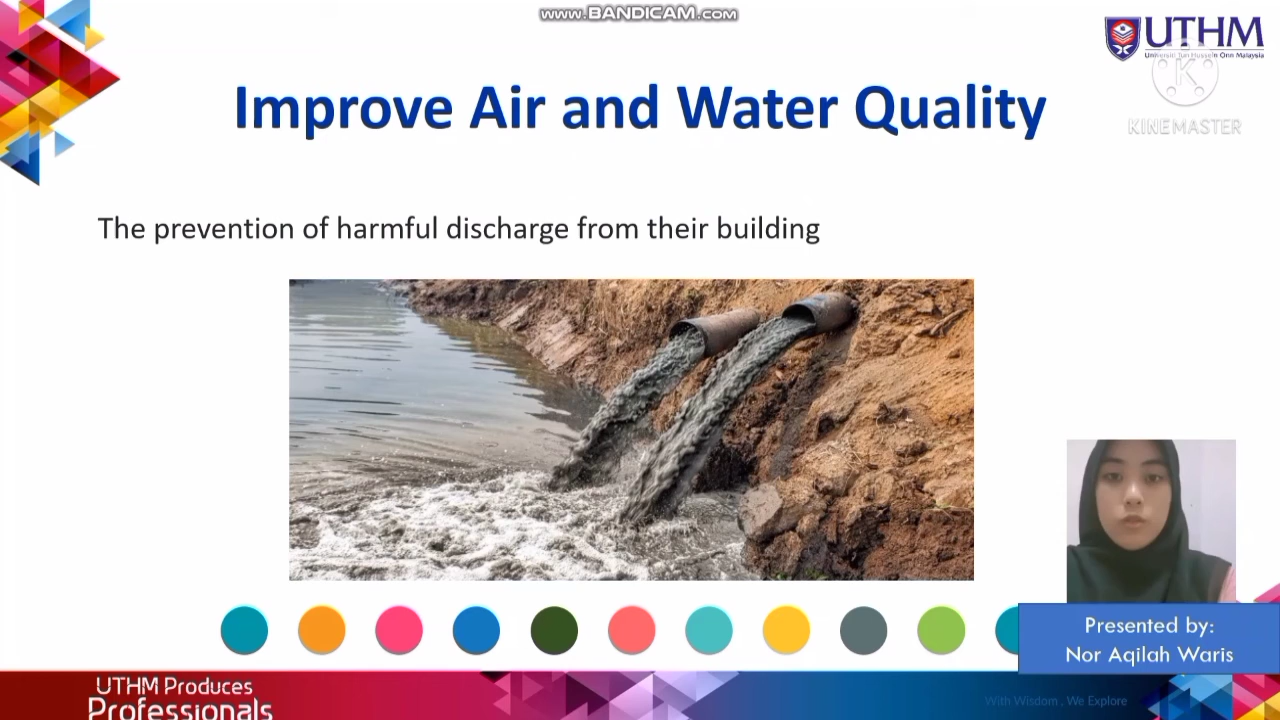 www.BANDICAM.com
UTHM
Universiti Tun Hussein Onn Malaysia
K
KINEMASTER
Improve Air and Water Quality
The prevention of harmful discharge from their building
Presented by:
Nor Aqilah Waris
UTHM Produces
Professionals
With Wisdom , We Explore